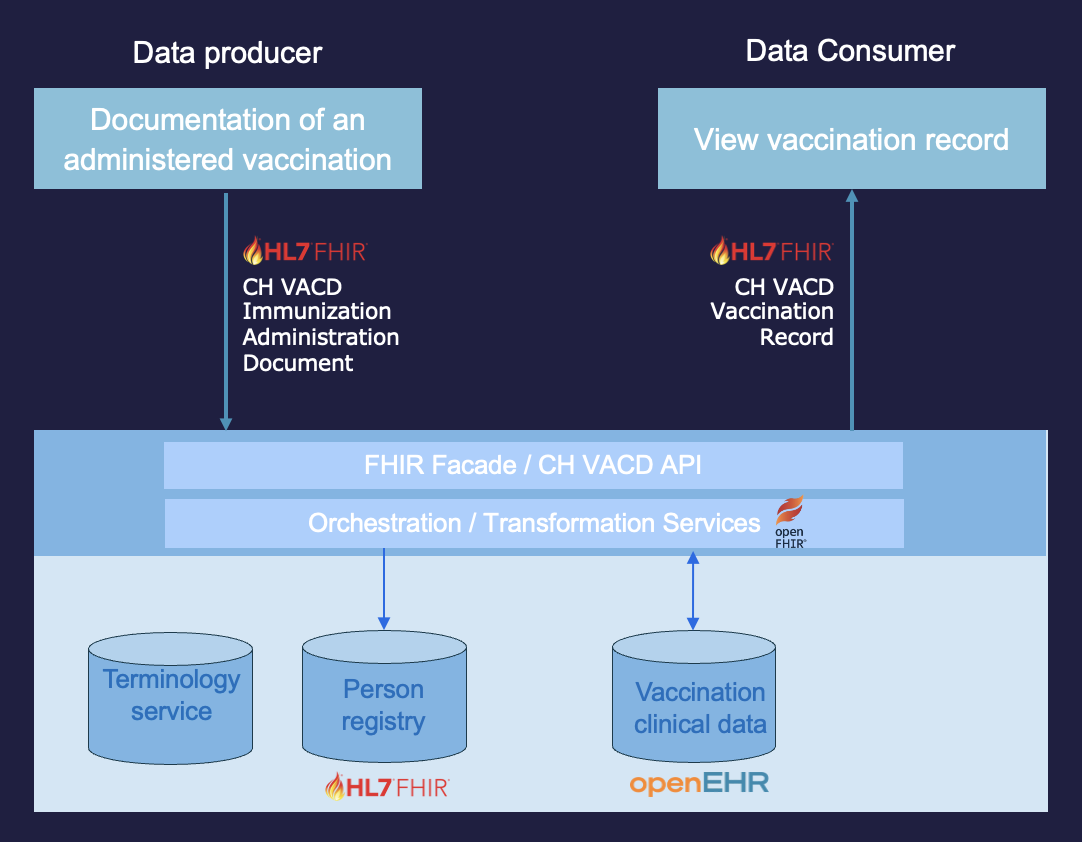 Data producer
Data Consumer
Documentation of an
administered vaccination
View vaccination record
HL7 FHIR®
CH VACD
Immunization
Administration
Document
HL7 FHIR®
CH VACD
Vaccination
Record
FHIR Facade / CH VACD API
Orchestration / Transformation Services
open
FHIR®
Terminology
service
Person
registry
Vaccination
clinical data
HL7 FHIR®
openEHR